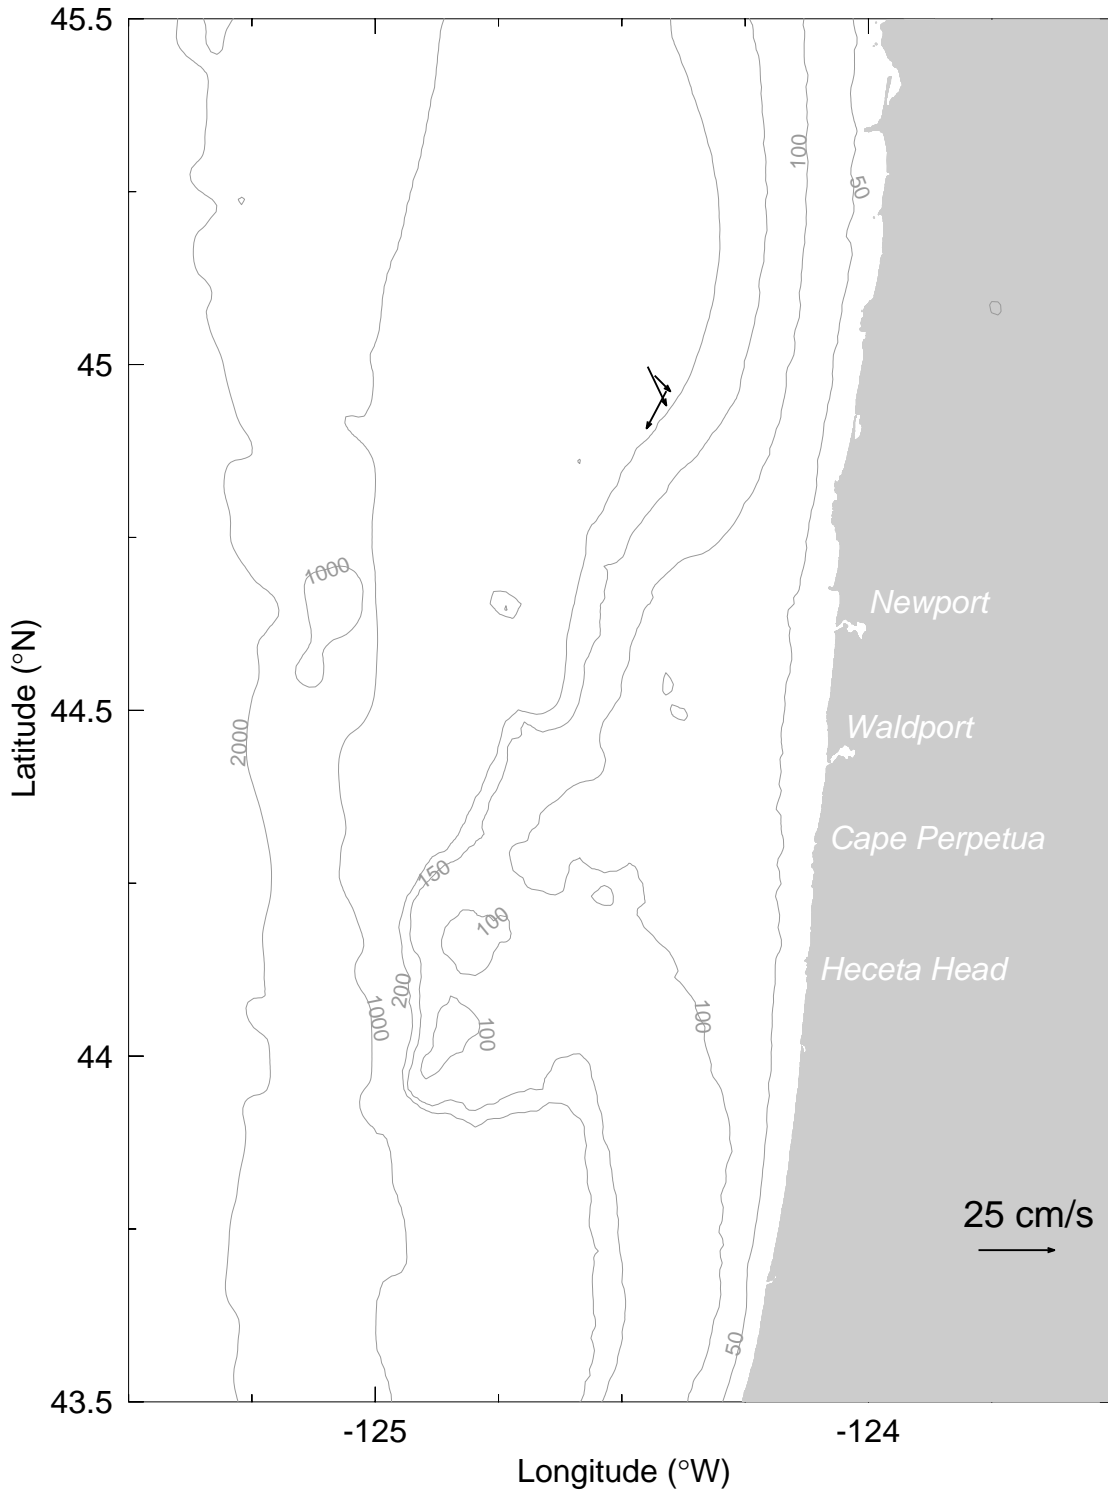 45.5
100
50
45
1000
Newport
44.5
2000
Waldport
Cape Perpetua
150
100
Heceta Head
200
1000
100
100
44
25 cm/s
50
43.5
-125
-124
Latitude (°N)
Longitude (°W)